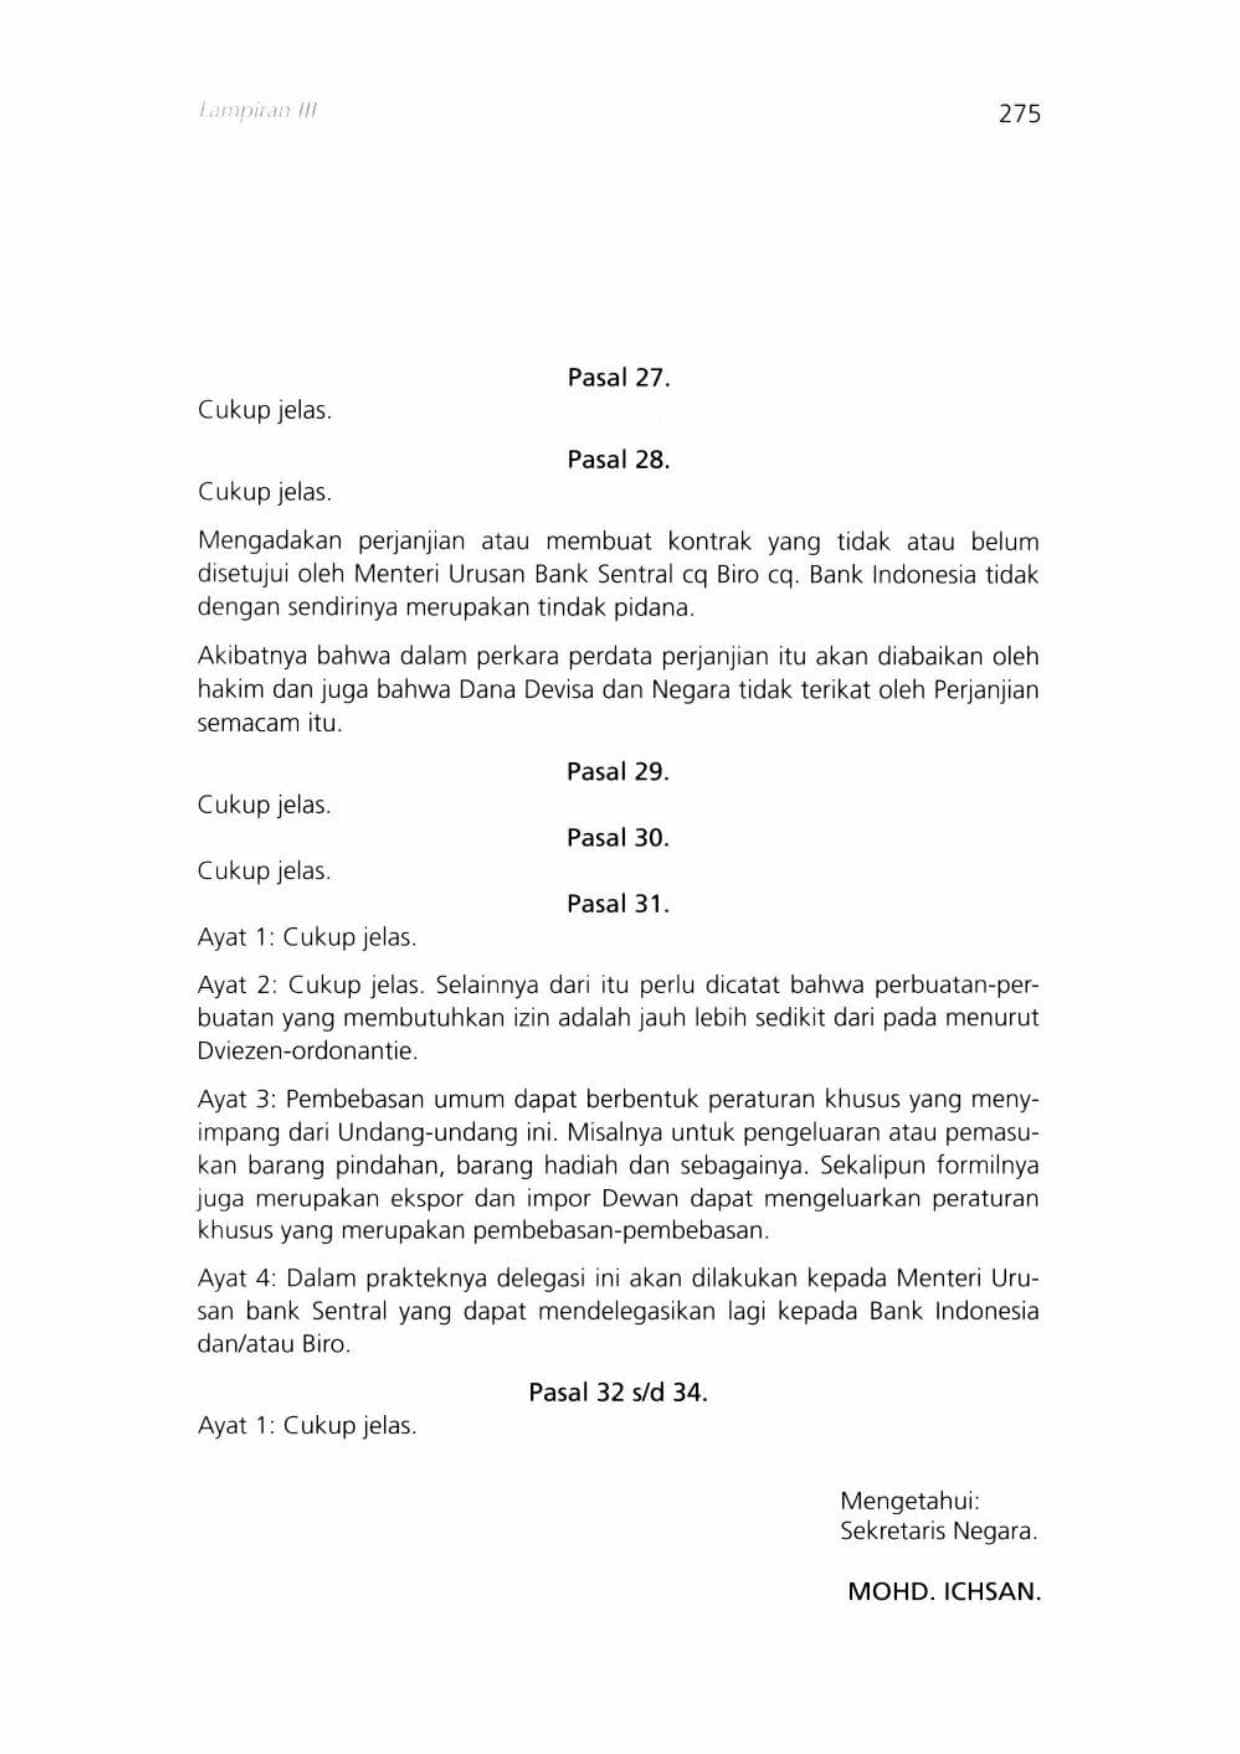 Lampiran III
275
Pasal 27.
Cukup jelas.
Pasal 28.
Cukup jelas.
Mengadakan perjanjian atau membuat kontrak yang tidak atau belum
disetujui oleh Menteri Urusan Bank Sentral cq Biro cq. Bank Indonesia tidak
dengan sendirinya merupakan tindak pidana.
Akibatnya bahwa dalam perkara perdata perjanjian itu akan diabaikan oleh
hakim dan juga bahwa Dana Devisa dan Negara tidak terikat oleh Perjanjian
semacam itu.
Pasal 29.
Cukup jelas.
Pasal 30.
Cukup jelas.
Pasal 31.
Ayat 1: Cukup jelas.
Ayat 2: Cukup jelas. Selainnya dari itu perlu dicatat bahwa perbuatan-per-
buatan yang membutuhkan izin adalah jauh lebih sedikit dari pada menurut
Dviezen-ordonantie.
Ayat 3: Pembebasan umum dapat berbentuk peraturan khusus yang meny-
impang dari Undang-undang ini. Misalnya untuk pengeluaran atau pemasu-
kan barang pindahan, barang hadiah dan sebagainya. Sekalipun formilnya
juga merupakan ekspor dan impor Dewan dapat mengeluarkan peraturan
khusus yang merupakan pembebasan-pembebasan.
Ayat 4: Dalam prakteknya delegasi ini akan dilakukan kepada Menteri Uru-
san bank Sentral yang dapat mendelegasikan lagi kepada Bank Indonesia
dan/atau Biro.
Pasal 32 s/d 34.
Ayat 1: Cukup jelas.
Mengetahui:
Sekretaris Negara.
MOHD. ICHSAN.